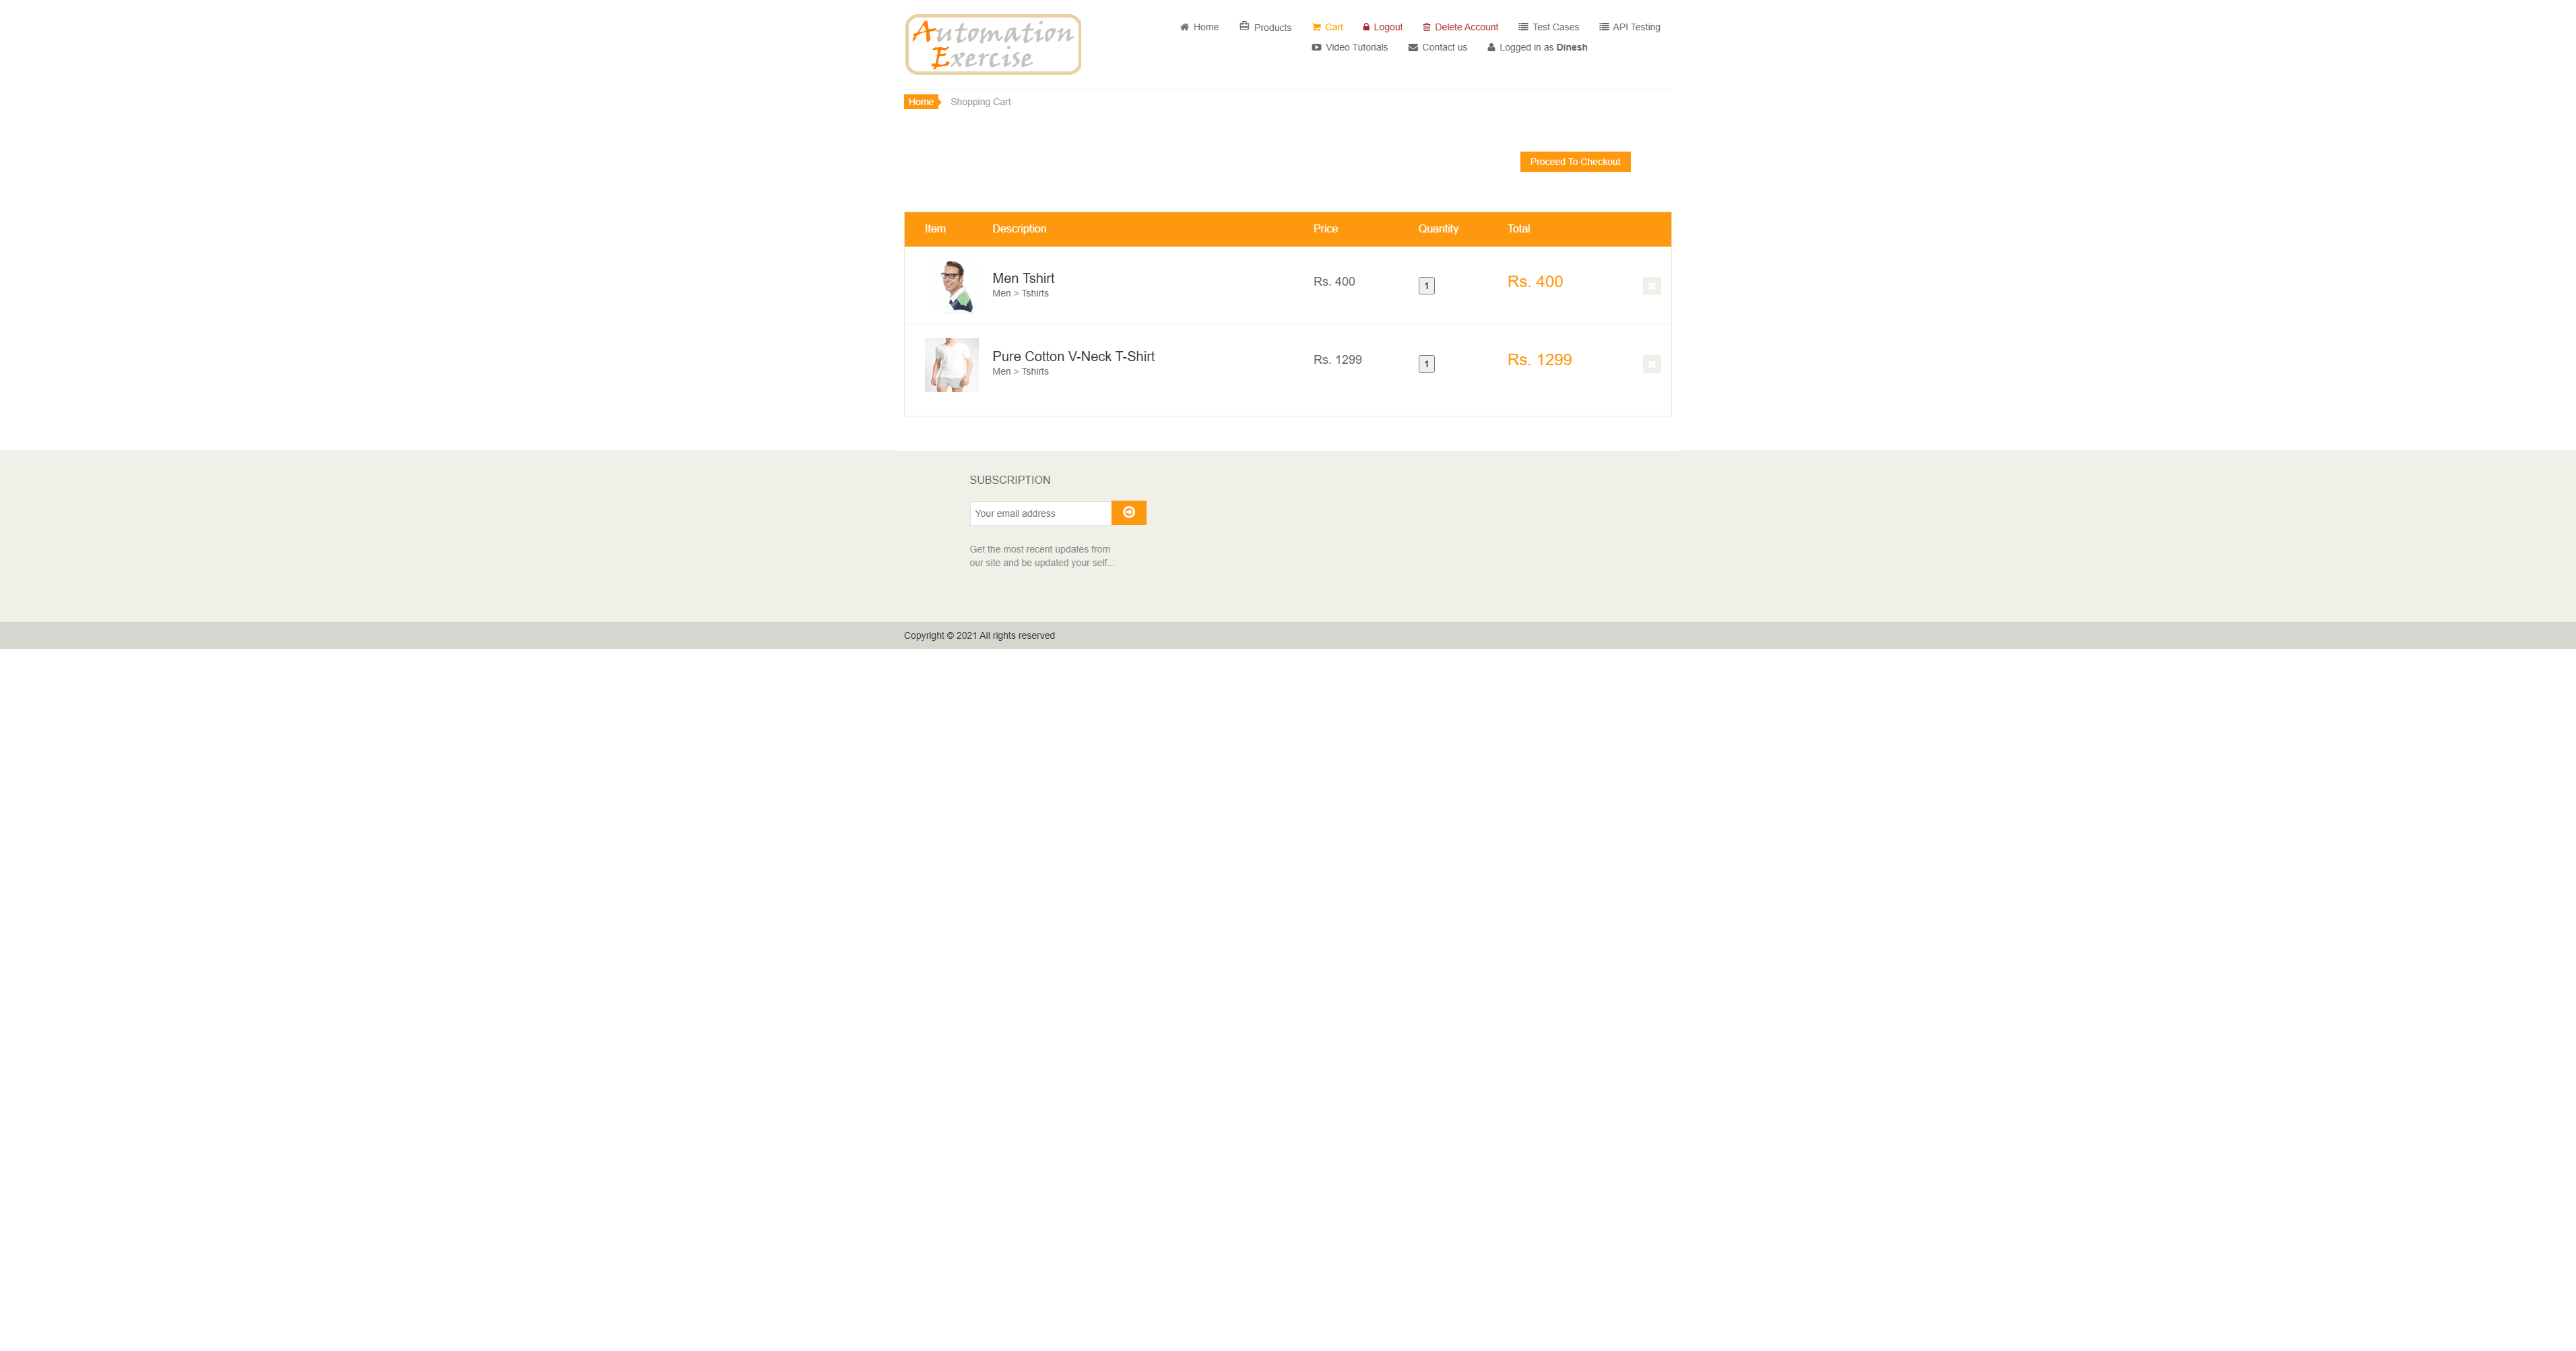 Automation
Exercise
Home Products Cart Logout Delete Account Test Cases API Testing
Video Tutorials Contact us Logged in as Dinesh
Home Shopping Cart
Proceed To Checkout
Item Description Price Quantity Total
Men Tshirt
Men > Tshirts
Rs. 400 1 Rs. 400
Pure Cotton V-Neck T-Shirt
Men > Tshirts
Rs. 1299 1 Rs. 1299
SUBSCRIPTION
Your email address
Get the most recent updates from
our site and be updated your self...
Copyright © 2021 All rights reserved